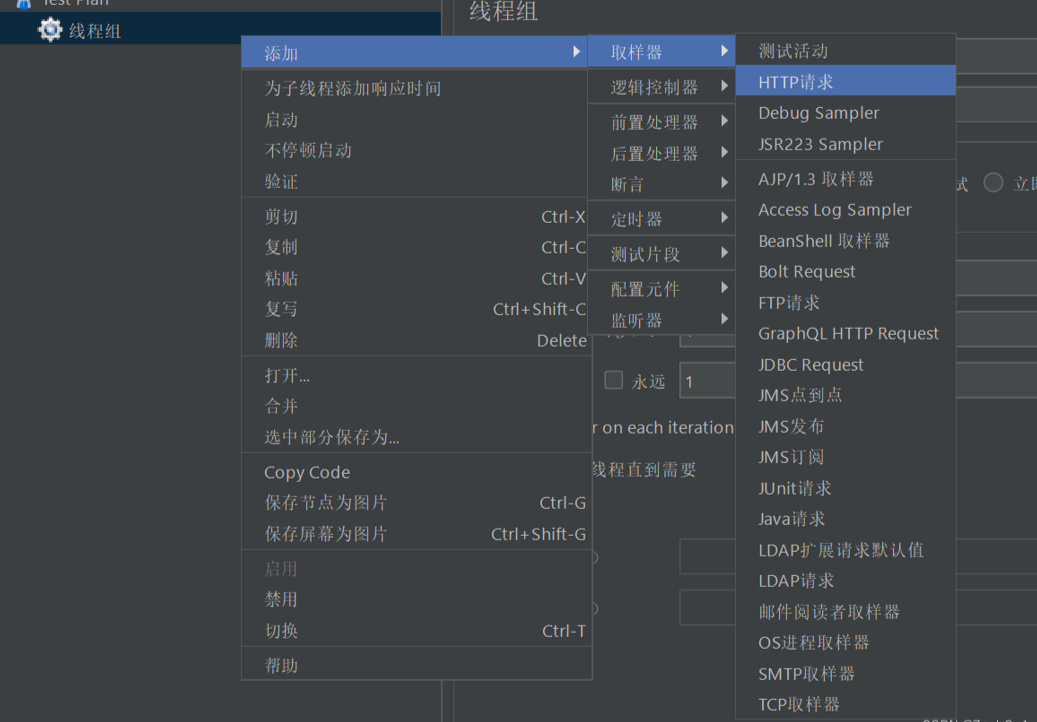 Test Plan
线程组
线程组
添加
为子线程添加响应时间
启动
不停顿启动
验证
剪切 Ctrl-X
复制 Ctrl-C
粘贴 Ctrl-V
复写 Ctrl+Shift-C
删除 Delete
打开...
合并
选中部分保存为...
Copy Code
保存节点为图片 Ctrl-G
保存屏幕为图片 Ctrl+Shift-G
启用
禁用
切换 Ctrl-T
帮助
取样器
逻辑控制器
前置处理器
后置处理器
断言
定时器
测试片段
配置元件
监听器
测试活动
HTTP请求
Debug Sampler
JSR223 Sampler
AJP/1.3 取样器
Access Log Sampler
BeanShell 取样器
Bolt Request
FTP请求
GraphQL HTTP Request
JDBC Request
JMS点到点
JMS发布
JMS订阅
JUnit请求
Java请求
LDAP扩展请求默认值
LDAP请求
邮件阅读者取样器
OS进程取样器
SMTP取样器
TCP取样器
试 立即
永远 1
r on each iteration
线程直到需要